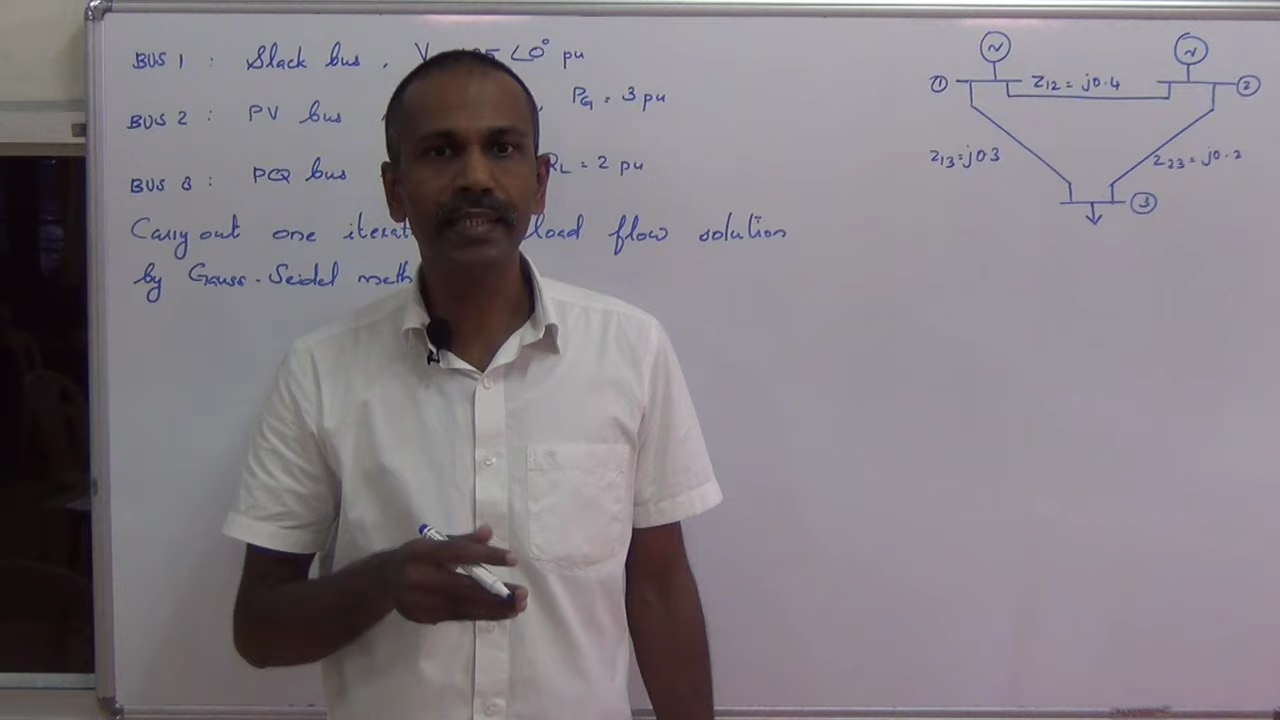 BUS 1 : Slack bus , V ∠0° pu
BUS 2 : PV bus , PG = 3 pu
BUS 3 : PQ bus QL = 2 pu
Carry out one load flow solution
by Gauss-Seidel
① Z12 = j0.4 ②
Z13 = j0.3 Z23 = j0.2
③